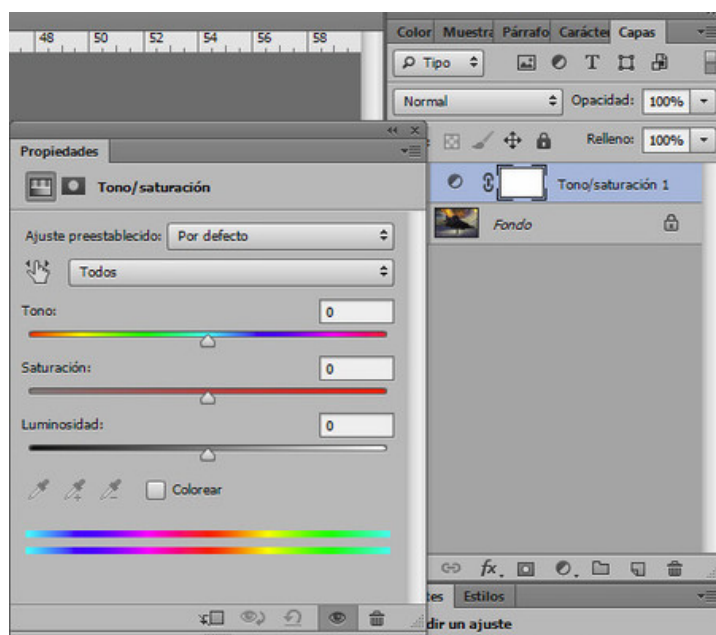 48 50 52 54 56 58
Color Muestra Párrafo Carácter Capas
Tipo
Normal Opacidad: 100%
Relleno: 100%
Tono/saturación 1
Fondo
Propiedades
Tono/saturación
Ajuste preestablecido: Por defecto
Todos
Tono: 0
Saturación: 0
Luminosidad: 0
Colorear
fx
Estilos
dir un ajuste